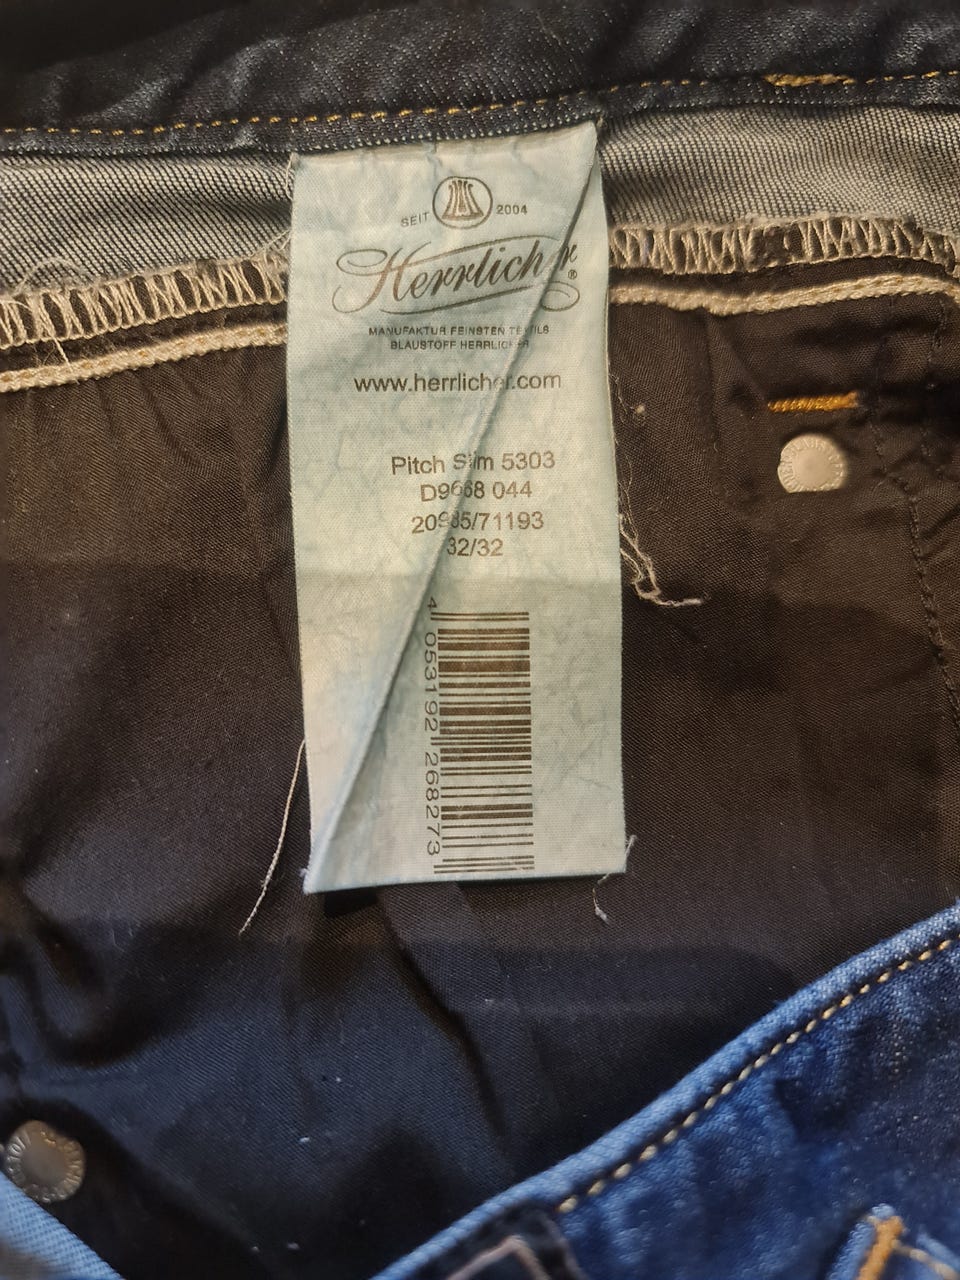 SEIT 2004
Herrlicher®
MANUFAKTUR FEINSTEN TEXTILS
BLAUSTOFF HERRLICHER
www.herrlicher.com
Pitch Slim 5303
D9668 044
20985/71193
32/32
4 053192 268273